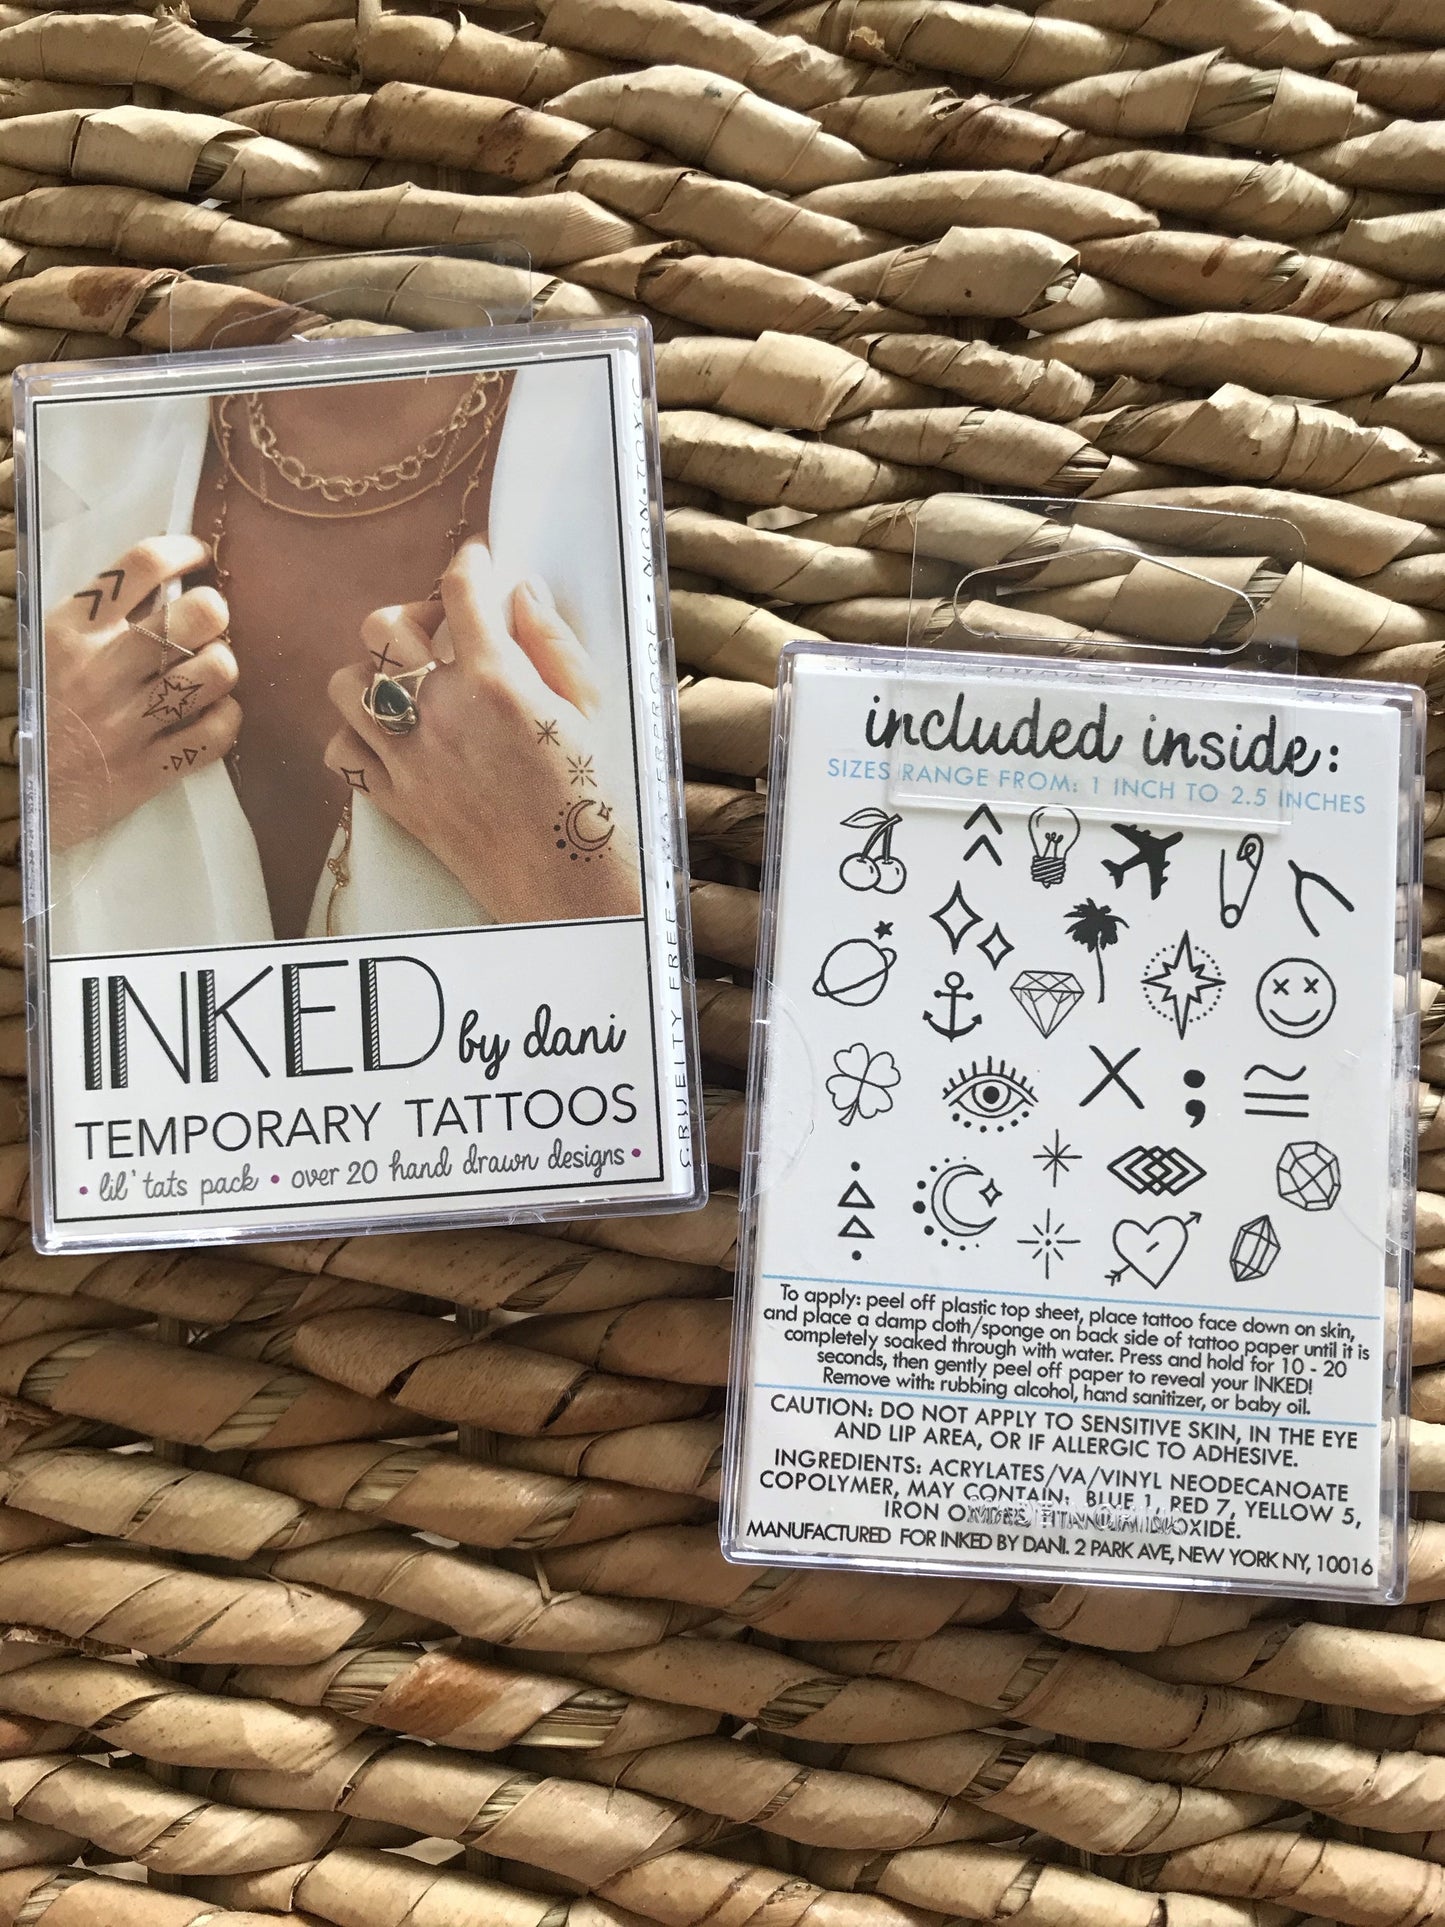 INKED by dani
TEMPORARY TATTOOS
• lil' tats pack • over 20 hand drawn designs •
CRUELTY FREE • WATERPROOF • NON-TOXIC
included inside:
SIZES RANGE FROM: 1 INCH TO 2.5 INCHES
To apply: peel off plastic top sheet, place tattoo face down on skin,
and place a damp cloth/sponge on back side of tattoo paper until it is
completely soaked through with water. Press and hold for 10 - 20
seconds, then gently peel off paper to reveal your INKED!
Remove with: rubbing alcohol, hand sanitizer, or baby oil.
CAUTION: DO NOT APPLY TO SENSITIVE SKIN, IN THE EYE
AND LIP AREA, OR IF ALLERGIC TO ADHESIVE.
INGREDIENTS: ACRYLATES/VA/VINYL NEODECANOATE
COPOLYMER, MAY CONTAIN: BLUE 1, RED 7, YELLOW 5,
IRON OXIDES, TITANIUM DIOXIDE.
MANUFACTURED FOR INKED BY DANI. 2 PARK AVE, NEW YORK NY, 10016